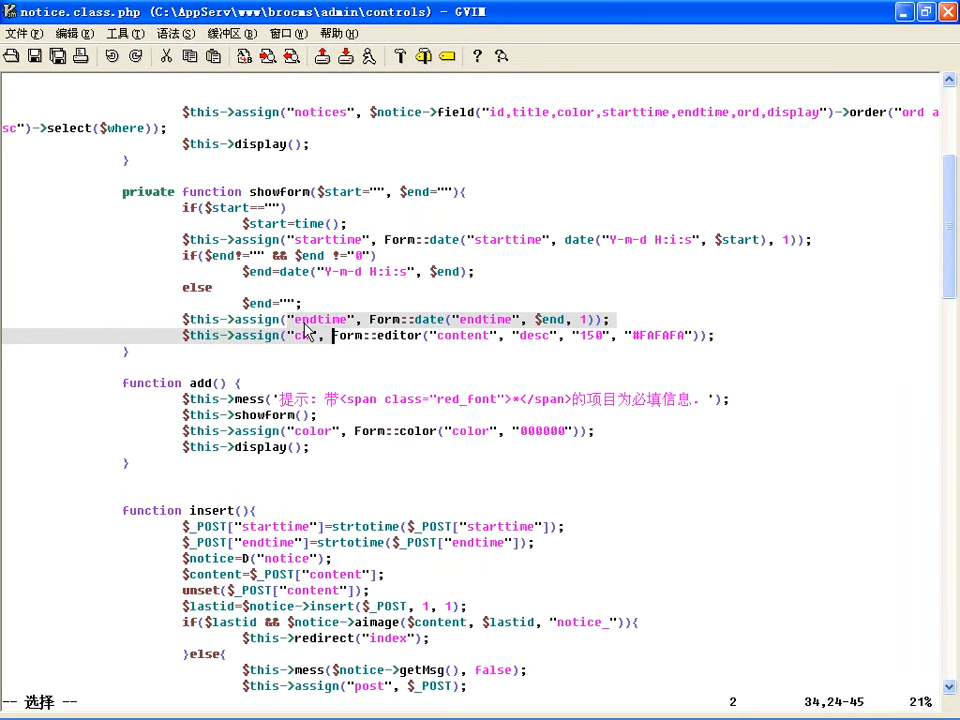 notice.class.php (C:\AppServ\www\brocms\admin\controls) - GVIM
文件(F) 编辑(E) 工具(T) 语法(S) 缓冲区(B) 窗口(W) 帮助(H)
$this->assign("notices", $notice->field("id,title,color,starttime,endtime,ord,display")->order("ord a
sc")->select($where));
$this->display();
}
private function showform($start="", $end=""){
if($start=="")
$start=time();
$this->assign("starttime", Form::date("starttime", date("Y-m-d H:i:s", $start), 1));
if($end!="" && $end !="0")
$end=date("Y-m-d H:i:s", $end);
else
$end="";
$this->assign("endtime", Form::date("endtime", $end, 1));
$this->assign(" ", Form::editor("content", "desc", "150", "#FAFAFA"));
}
function add() {
$this->mess('提示: 带<span class="red_font">*</span>的项目为必填信息. ');
$this->showform();
$this->assign("color", Form::color("color", "000000"));
$this->display();
}
function insert(){
$_POST["starttime"]=strtotime($_POST["starttime"]);
$_POST["endtime"]=strtotime($_POST["endtime"]);
$notice=D("notice");
$content=$_POST["content"];
unset($_POST["content"]);
$lastid=$notice->insert($_POST, 1, 1);
if($lastid && $notice->aimage($content, $lastid, "notice_")){
$this->redirect("index");
}else{
$this->mess($notice->getMsg(), false);
$this->assign("post", $_POST);
-- 选择 -- 2 34,24-45 21%